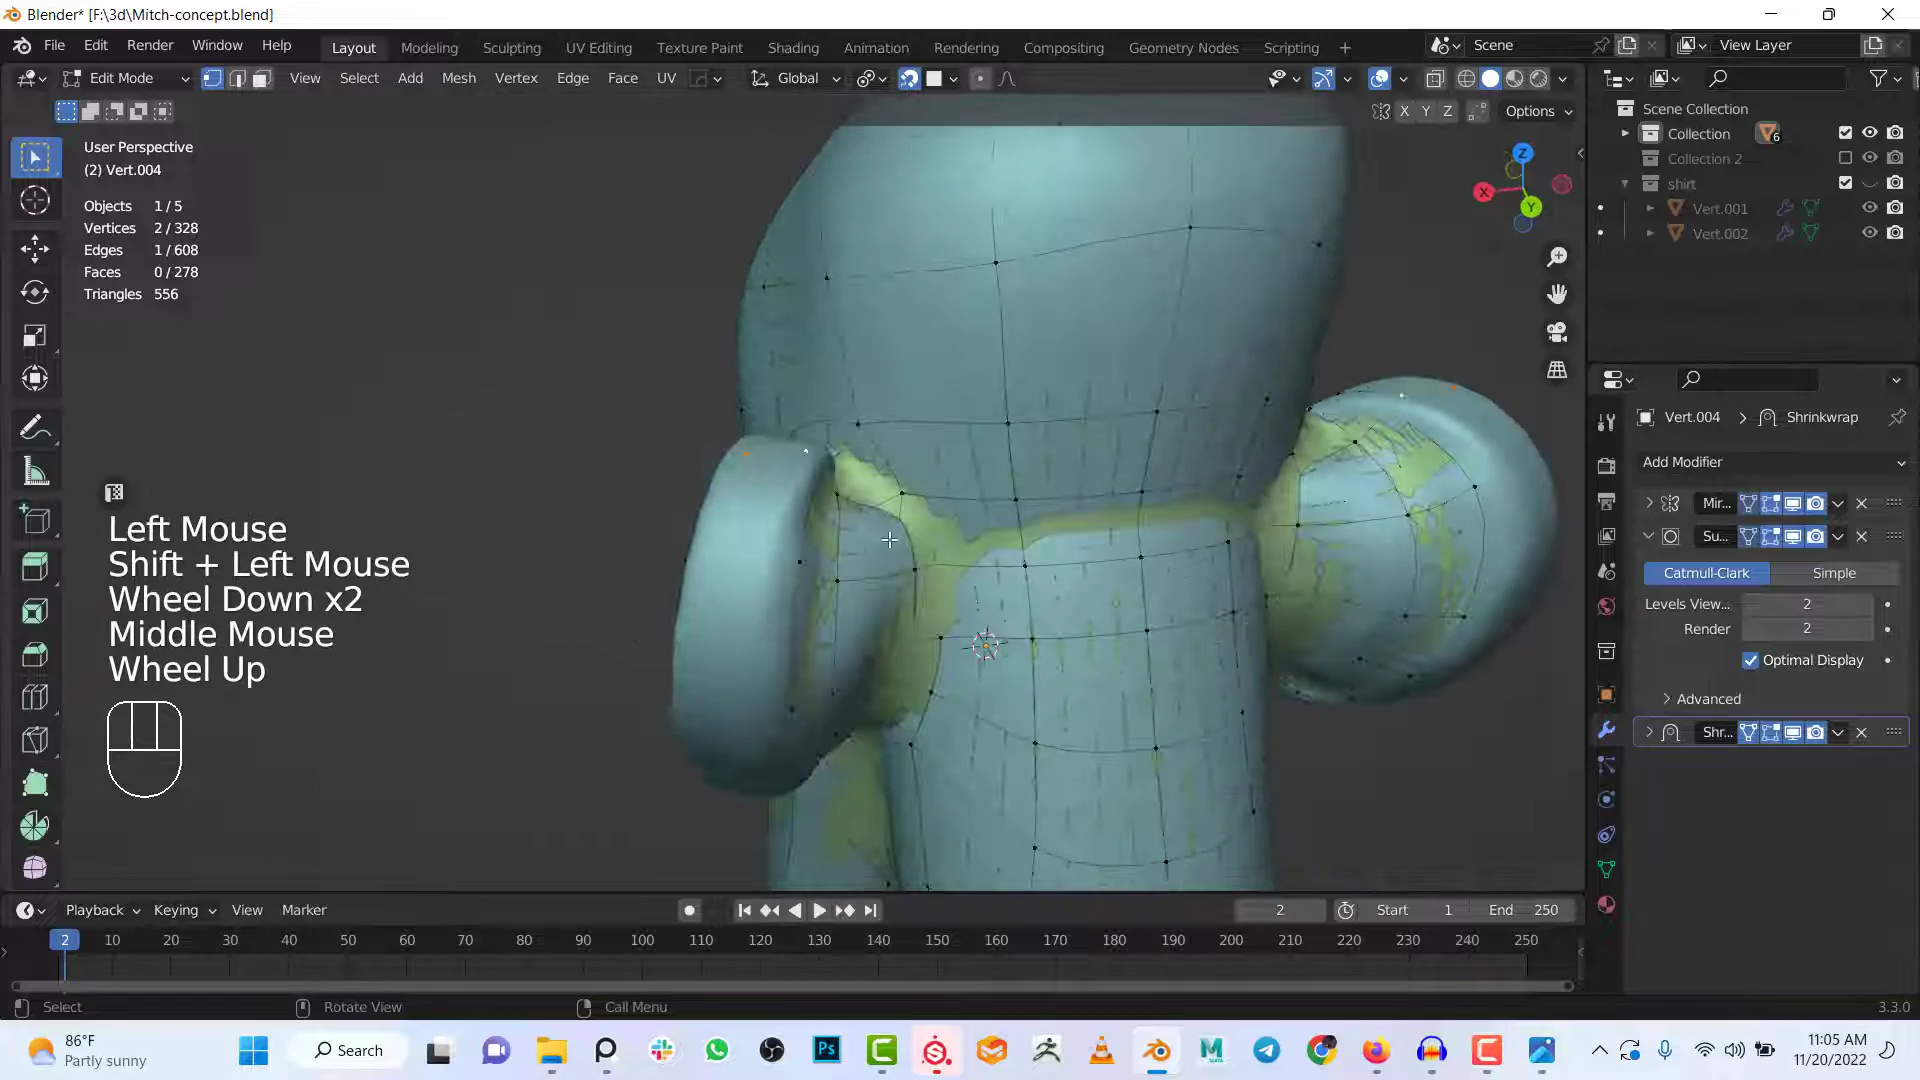 Blender* [F:\3d\Mitch-concept.blend]
File Edit Render Window Help Layout Modeling Sculpting UV Editing Texture Paint Shading Animation Rendering Compositing Geometry Nodes Scripting + Scene View Layer
Edit Mode View Select Add Mesh Vertex Edge Face UV Global
X Y Z Options
User Perspective
(2) Vert.004
Objects 1 / 5
Vertices 2 / 328
Edges 1 / 608
Faces 0 / 278
Triangles 556
Z
X
Y
Left Mouse
Shift + Left Mouse
Wheel Down x2
Middle Mouse
Wheel Up
Scene Collection
Collection 6
Collection 2
shirt
Vert.001
Vert.002
Vert.004 > Shrinkwrap
Add Modifier
Mir...
Su...
Catmull-Clark Simple
Levels View... 2
Render 2
Optimal Display
Advanced
Shr...
Playback Keying View Marker 2 Start 1 End 250
2 10 20 30 40 50 60 70 80 90 100 110 120 130 140 150 160 170 180 190 200 210 220 230 240 250
Select Rotate View Call Menu 3.3.0
86°F
Partly sunny
Search
Ps
11:05 AM
11/20/2022